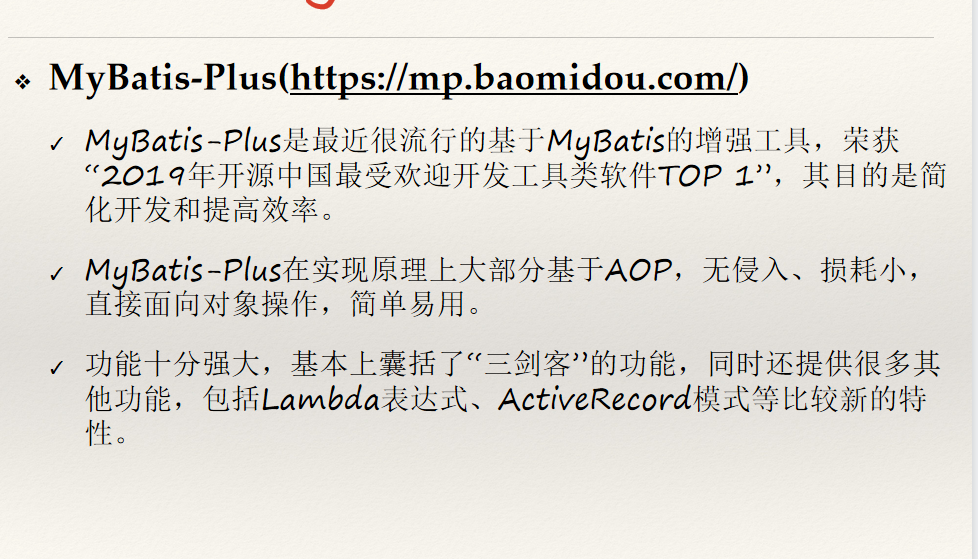 MyBatis-Plus(https://mp.baomidou.com/)
MyBatis-Plus是最近很流行的基于MyBatis的增强工具，荣获
“2019年开源中国最受欢迎开发工具类软件TOP 1”，其目的是简
化开发和提高效率。
MyBatis-Plus在实现原理上大部分基于AOP，无侵入、损耗小，
直接面向对象操作，简单易用。
功能十分强大，基本上囊括了“三剑客”的功能，同时还提供很多其
他功能，包括Lambda表达式、ActiveRecord模式等比较新的特
性。